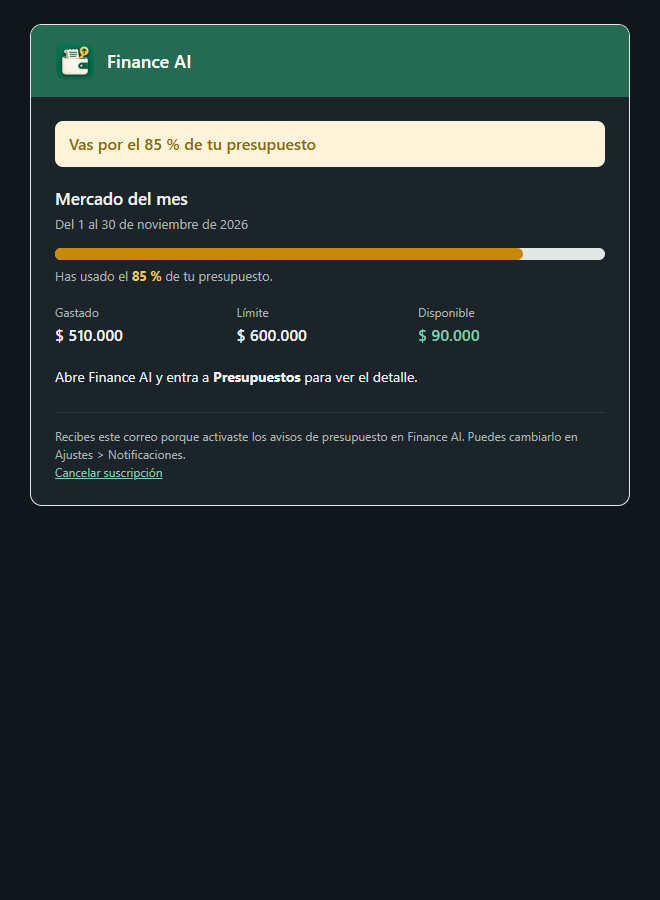 Finance AI
Vas por el 85 % de tu presupuesto
Mercado del mes
Del 1 al 30 de noviembre de 2026
Has usado el 85 % de tu presupuesto.
Gastado Límite Disponible
$ 510.000 $ 600.000 $ 90.000
Abre Finance AI y entra a Presupuestos para ver el detalle.
Recibes este correo porque activaste los avisos de presupuesto en Finance AI. Puedes cambiarlo en
Ajustes > Notificaciones.
Cancelar suscripción